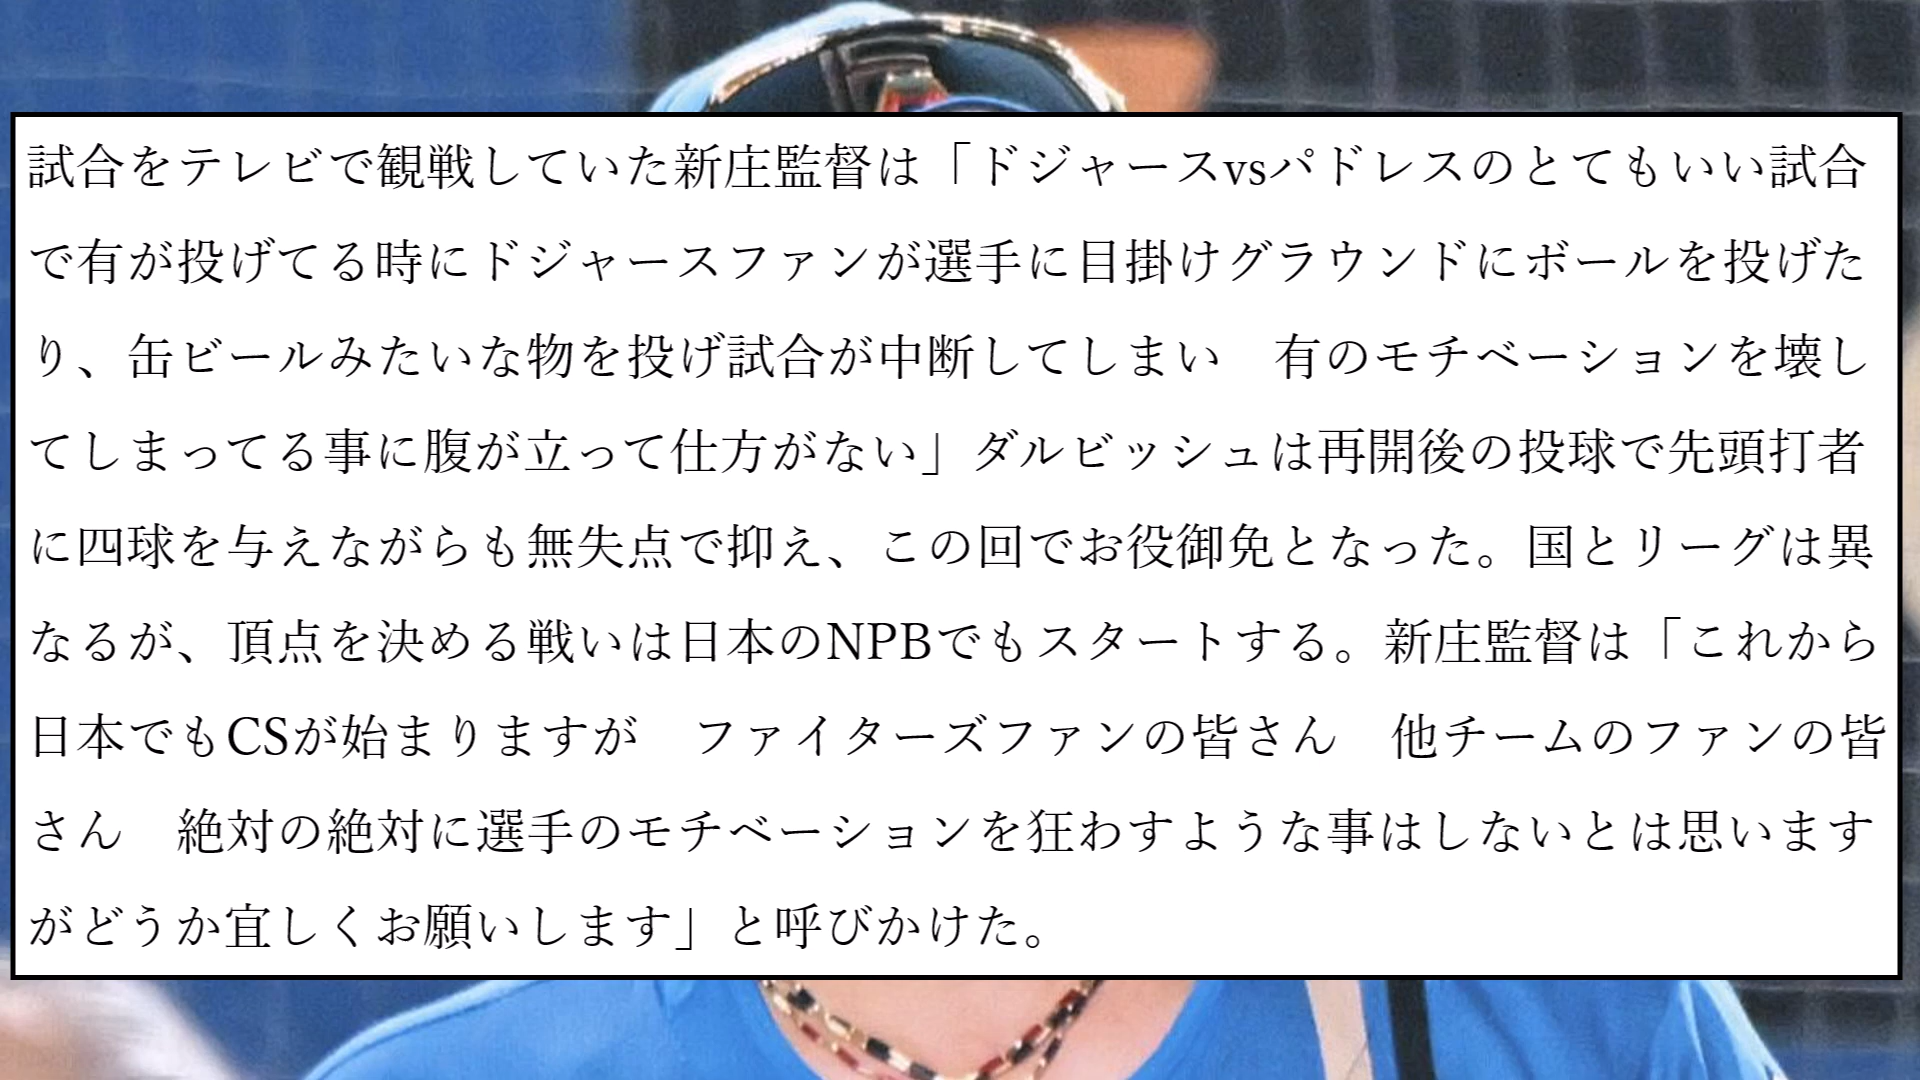 試合をテレビで観戦していた新庄監督は「ドジャースvsパドレスのとてもいい試合
で有が投げてる時にドジャースファンが選手に目掛けグラウンドにボールを投げた
り、缶ビールみたいな物を投げ試合が中断してしまい　有のモチベーションを壊し
てしまってる事に腹が立って仕方がない」ダルビッシュは再開後の投球で先頭打者
に四球を与えながらも無失点で抑え、この回でお役御免となった。国とリーグは異
なるが、頂点を決める戦いは日本のNPBでもスタートする。新庄監督は「これから
日本でもCSが始まりますが　ファイターズファンの皆さん　他チームのファンの皆
さん　絶対の絶対に選手のモチベーションを狂わすような事はしないとは思います
がどうか宜しくお願いします」と呼びかけた。